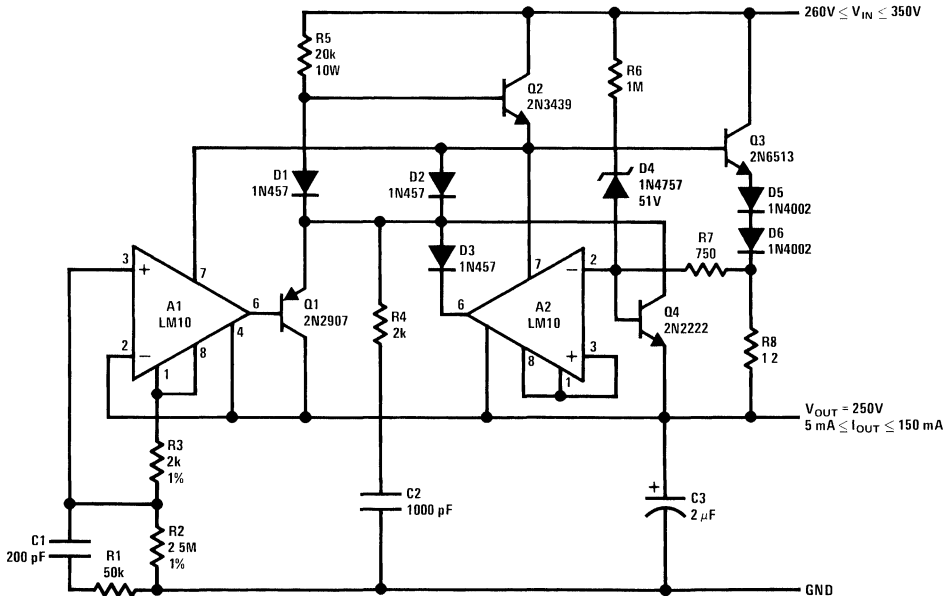 R5
20k
10W
260V ≤ VIN ≤ 350V
Q2
2N3439
R6
1M
Q3
2N6513
D1
1N457
D2
1N457
D4
1N4757
51V
D5
1N4002
D6
1N4002
R7
750
D3
1N457
3
+
7
A1
LM10
6
2
−
4
8
1
Q1
2N2907
R4
2k
6
7
−
2
A2
LM10
8
+
3
1
Q4
2N2222
R8
1 2
VOUT = 250V
5 mA ≤ IOUT ≤ 150 mA
R3
2k
1%
C2
1000 pF
+
C3
2 μF
C1
200 pF
R1
50k
R2
2 5M
1%
GND